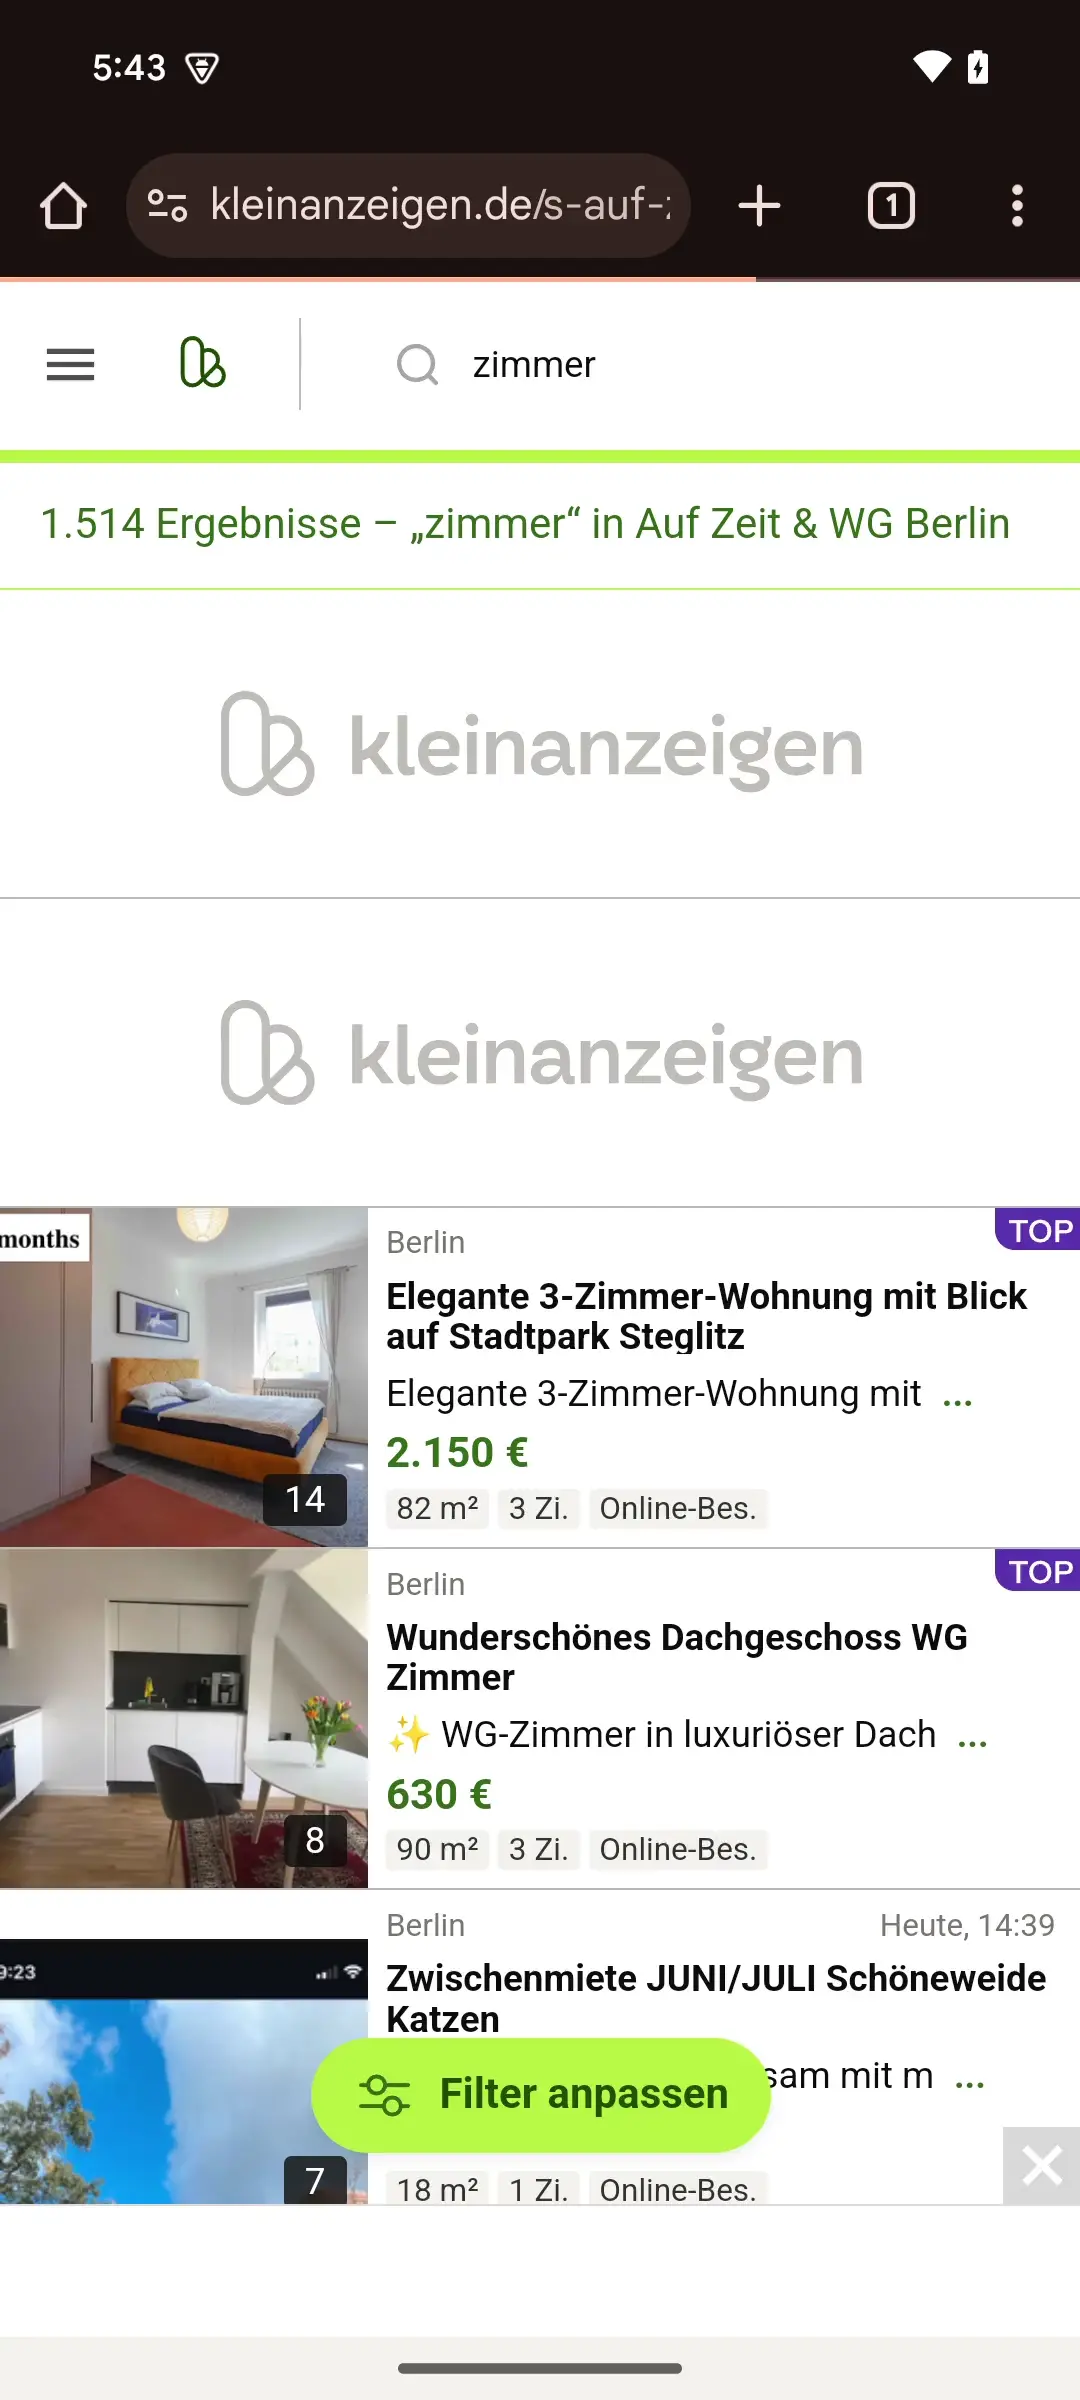 5:43
kleinanzeigen.de/s-auf-
1
zimmer
1.514 Ergebnisse – „zimmer“ in Auf Zeit & WG Berlin
kleinanzeigen
kleinanzeigen
months
14
Berlin
TOP
Elegante 3-Zimmer-Wohnung mit Blick
auf Stadtpark Steglitz
Elegante 3-Zimmer-Wohnung mit ...
2.150 €
82 m² 3 Zi. Online-Bes.
8
Berlin
TOP
Wunderschönes Dachgeschoss WG
Zimmer
✨ WG-Zimmer in luxuriöser Dach ...
630 €
90 m² 3 Zi. Online-Bes.
9:23
7
Berlin Heute, 14:39
Zwischenmiete JUNI/JULI Schöneweide
Katzen
sam mit m ...
Filter anpassen
18 m² 1 Zi. Online-Bes.